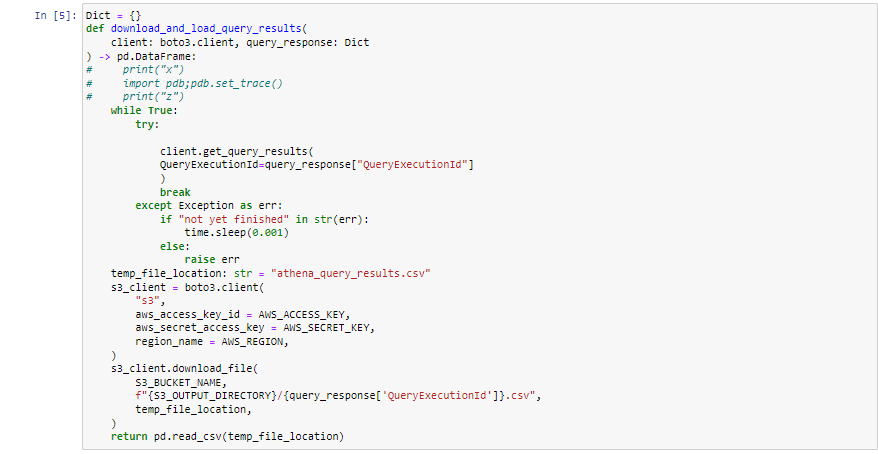 In [5]: Dict = {}
def download_and_load_query_results(
    client: boto3.client, query_response: Dict
) -> pd.DataFrame:
#     print("x")
#     import pdb;pdb.set_trace()
#     print("z")
    while True:
        try:
            client.get_query_results(
            QueryExecutionId=query_response["QueryExecutionId"]
            )
            break
        except Exception as err:
            if "not yet finished" in str(err):
                time.sleep(0.001)
            else:
                raise err
    temp_file_location: str = "athena_query_results.csv"
    s3_client = boto3.client(
        "s3",
        aws_access_key_id = AWS_ACCESS_KEY,
        aws_secret_access_key = AWS_SECRET_KEY,
        region_name = AWS_REGION,
    )
    s3_client.download_file(
        S3_BUCKET_NAME,
        f"{S3_OUTPUT_DIRECTORY}/{query_response['QueryExecutionId']}.csv",
        temp_file_location,
    )
    return pd.read_csv(temp_file_location)